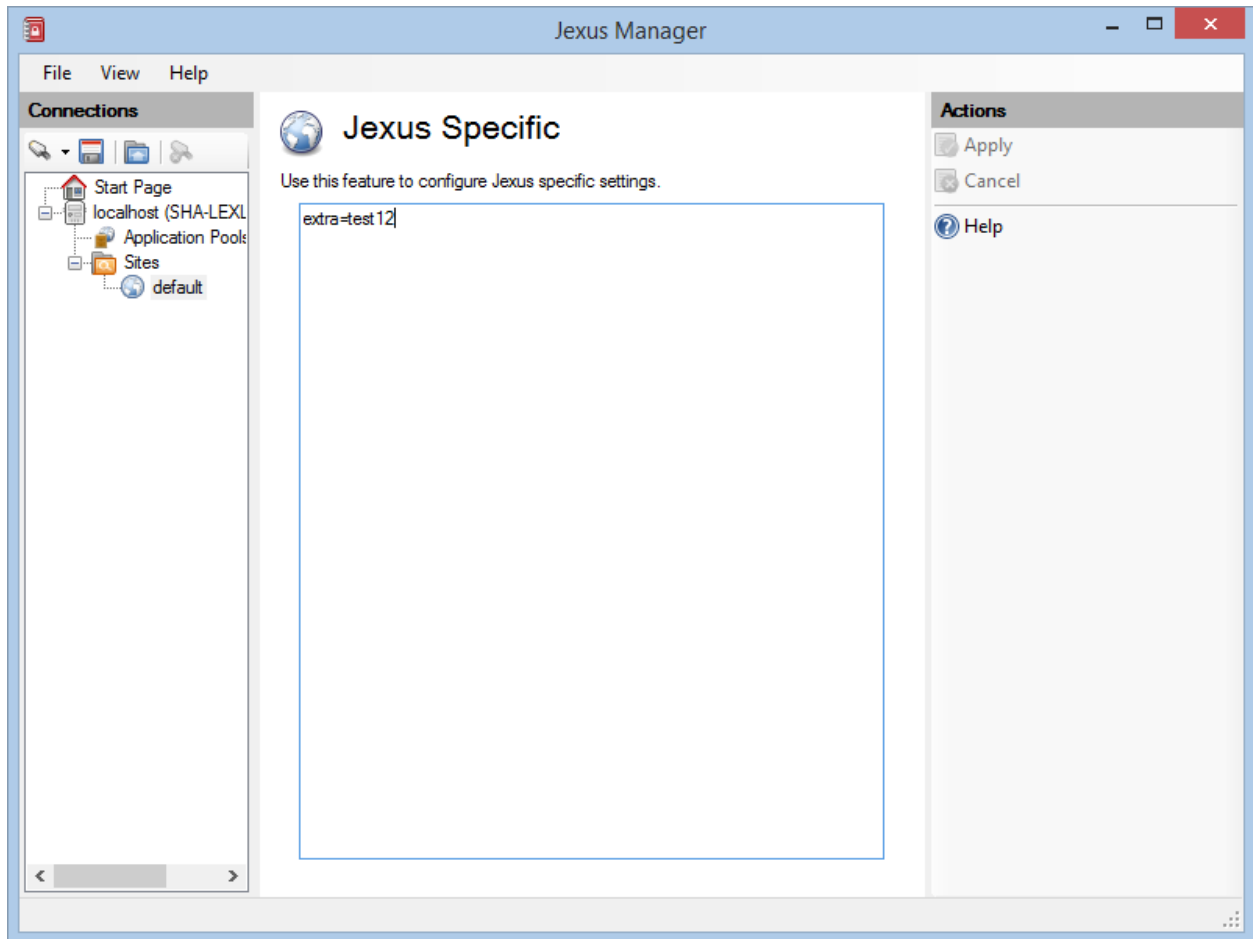 Jexus Manager
File View Help
Connections
Start Page
localhost (SHA-LEXL
Application Pools
Sites
default
Jexus Specific
Use this feature to configure Jexus specific settings.
extra=test12
Actions
Apply
Cancel
Help